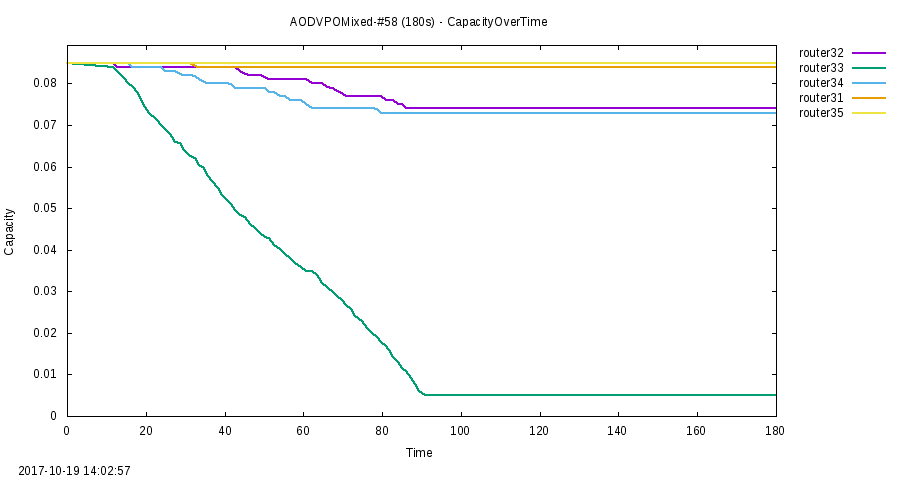 AODVPOMixed-#58 (180s) - CapacityOverTime
router32
router33
router34
router31
router35
Capacity
0.08
0.07
0.06
0.05
0.04
0.03
0.02
0.01
0
0 20 40 60 80 100 120 140 160 180
Time
2017-10-19 14:02:57